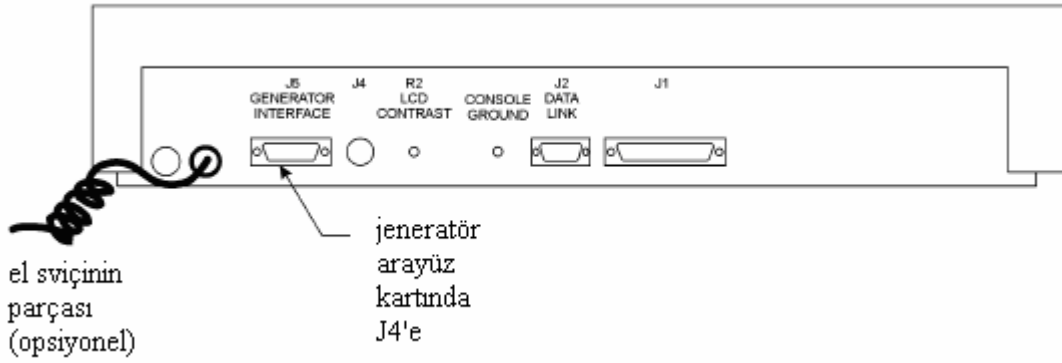 J5
GENERATOR
INTERFACE
J4
R2
LCD
CONTRAST
CONSOLE
GROUND
J2
DATA
LINK
J1
jeneratör
arayüz
kartında
J4'e
el sviçinin
parçası
(opsiyonel)